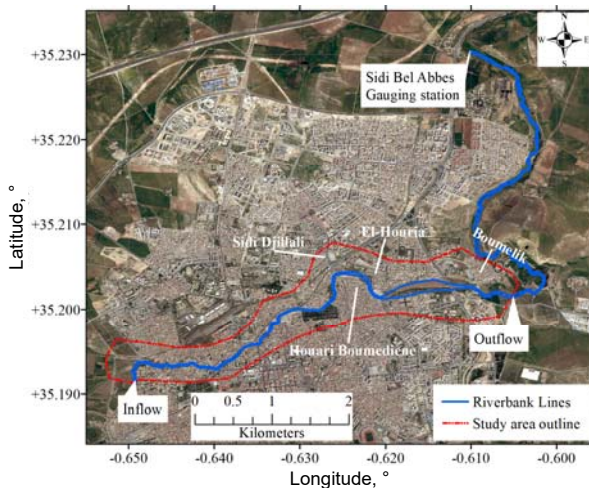 N
W E
S
+35.230
Sidi Bel Abbes
Gauging station
+35.220
+35.210
Latitude, °
Sidi Djillali
El-Houria
Boumelik
+35.200
Houari Boumediene
Outflow
+35.190
Inflow
0 0.5 1 2
Kilometers
Riverbank Lines
Study area outline
-0,650 -0,640 -0,630 -0,620 -0,610 -0,600
Longitude, °